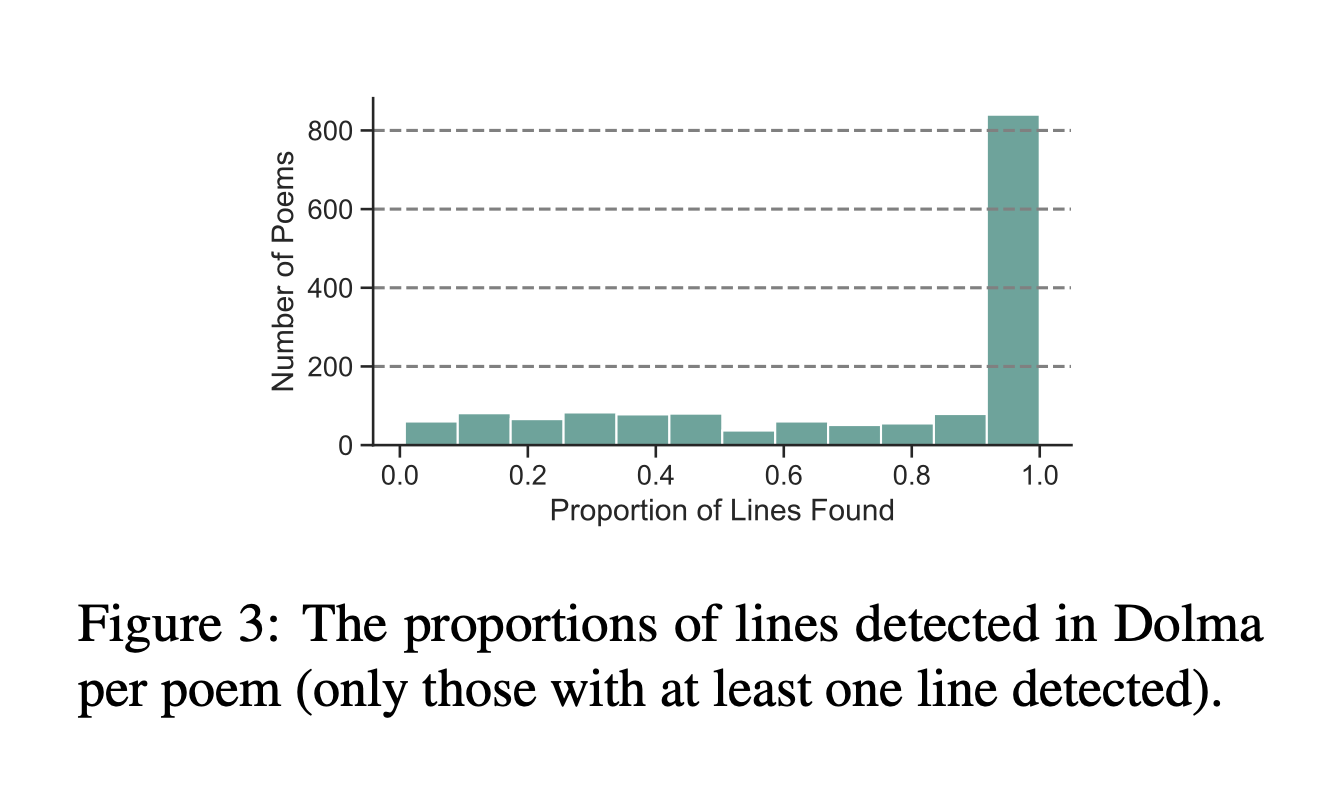 800
600
400
200
0
Number of Poems
0.0 0.2 0.4 0.6 0.8 1.0
Proportion of Lines Found
Figure 3: The proportions of lines detected in Dolma
per poem (only those with at least one line detected).